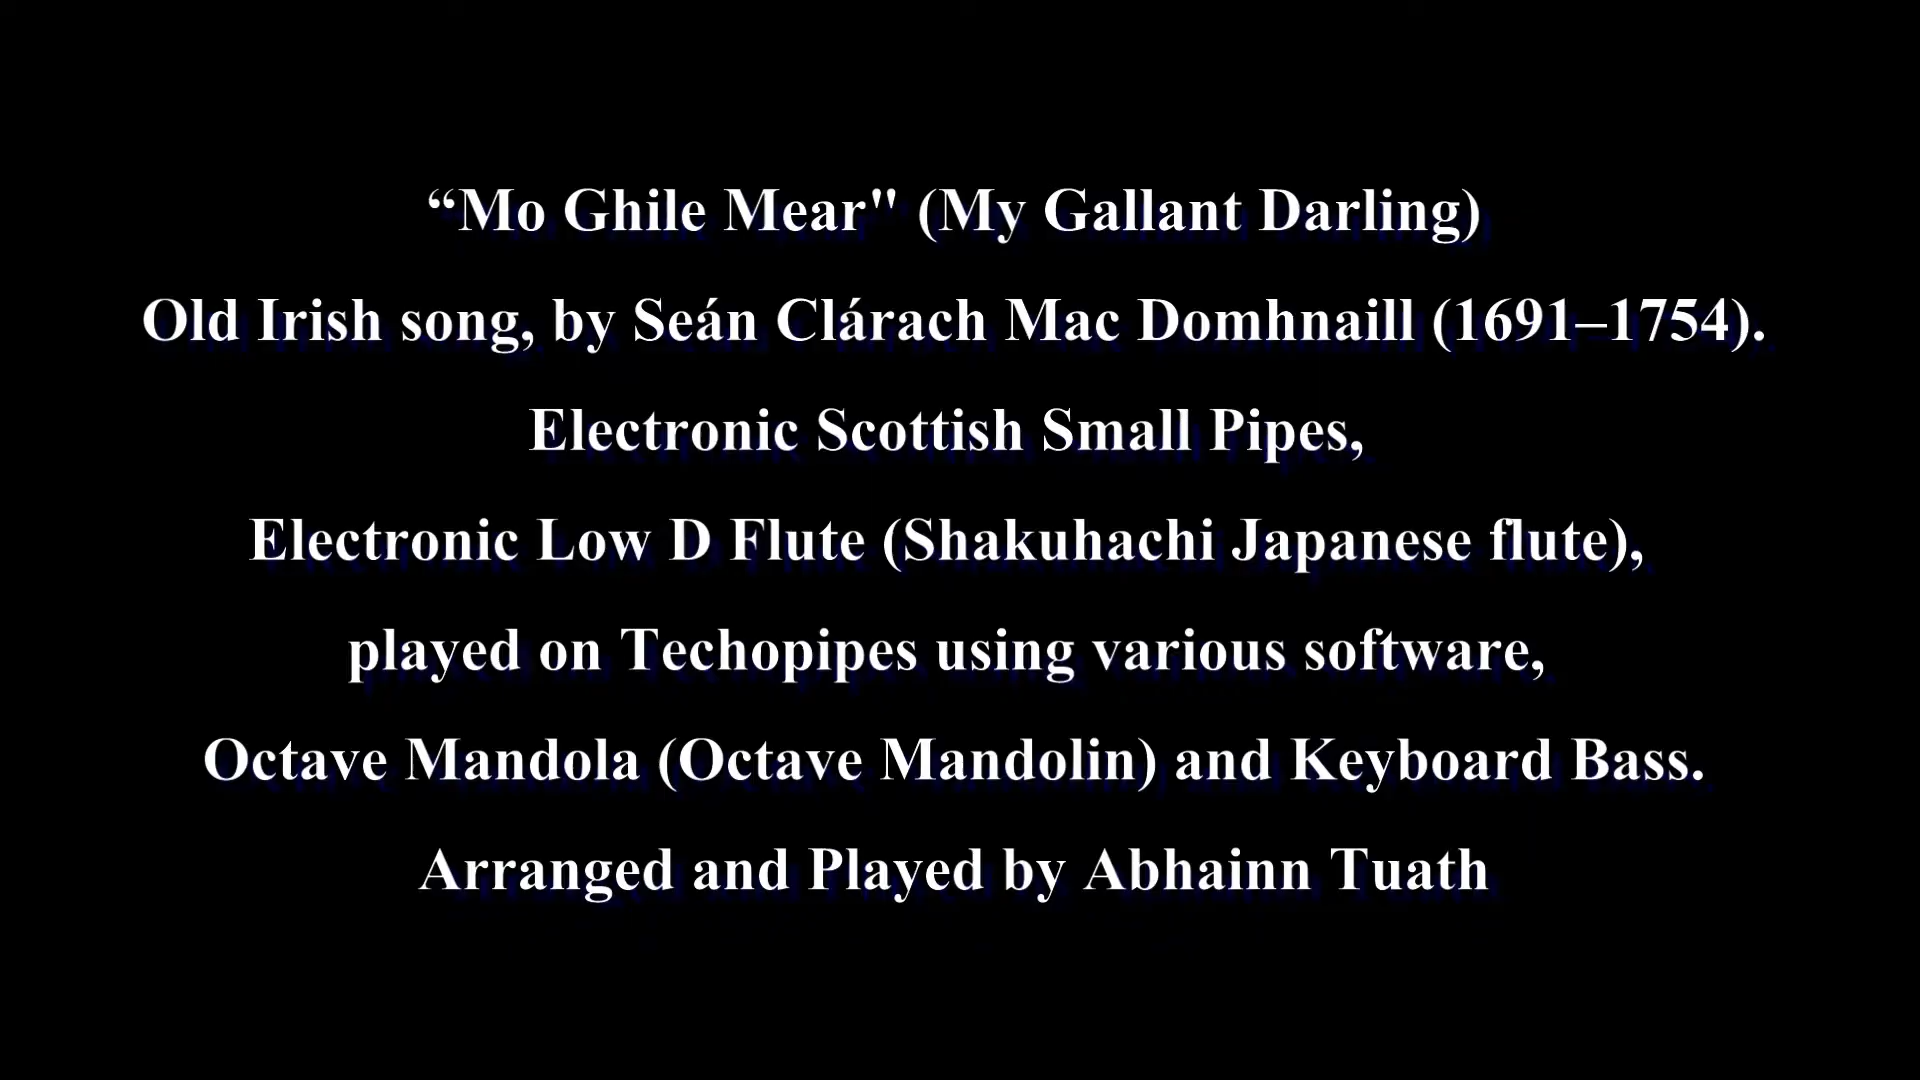 “Mo Ghile Mear" (My Gallant Darling)
Old Irish song, by Seán Clárach Mac Domhnaill (1691–1754).
Electronic Scottish Small Pipes,
Electronic Low D Flute (Shakuhachi Japanese flute),
played on Techopipes using various software,
Octave Mandola (Octave Mandolin) and Keyboard Bass.
Arranged and Played by Abhainn Tuath